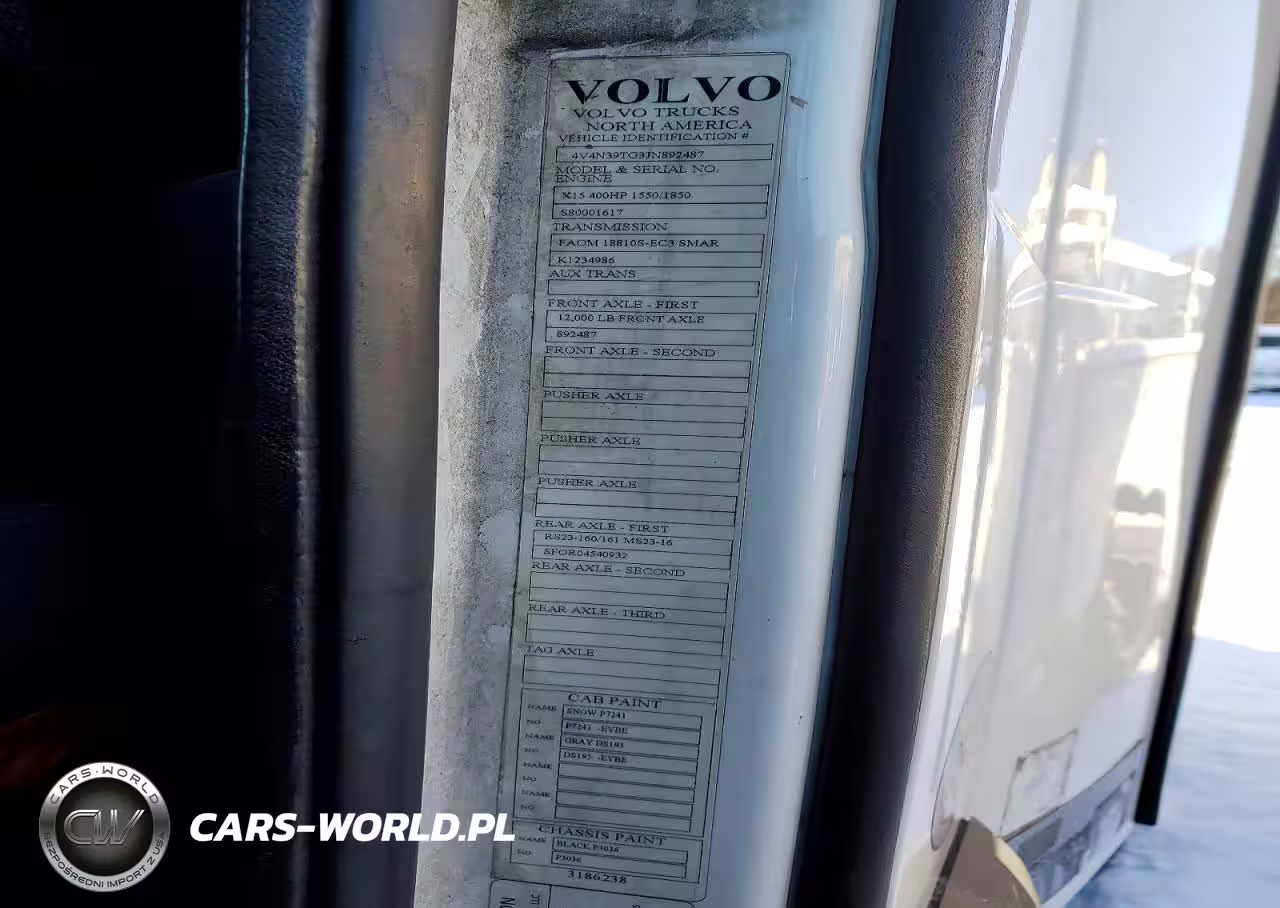 VOLVO
VOLVO TRUCKS
NORTH AMERICA
VEHICLE IDENTIFICATION #
4V4N39TG3JN892487
MODEL & SERIAL NO.
ENGINE
X15 400HP 1550/1850
S80001617
TRANSMISSION
FAOM 18810S-EC3 SMAR
K1234986
AUX TRANS
FRONT AXLE - FIRST
12,000 LB FRONT AXLE
892487
FRONT AXLE - SECOND
PUSHER AXLE
PUSHER AXLE
PUSHER AXLE
REAR AXLE - FIRST
RS23-160/161 MS23-16
SFOR04540932
REAR AXLE - SECOND
REAR AXLE - THIRD
TAG AXLE
CAB PAINT
NAME SNOW P7241
NO P7241 -EYBE
NAME GRAY DS193
NO -EYBE
NAME
NO
NAME
NO
CHASSIS PAINT
NAME BLACK P3036
NO P3036
3186238
CARS-WORLD
CW
BEZPOŚREDNI IMPORT Z USA
CARS-WORLD.PL